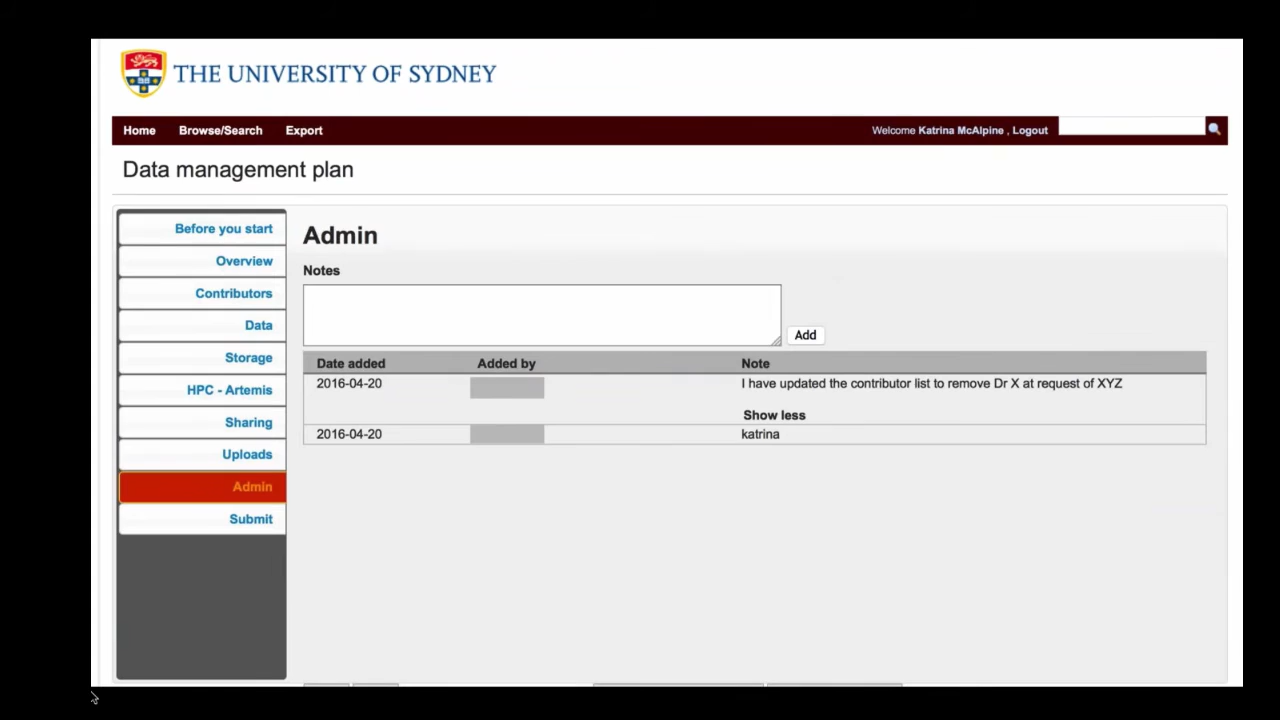 THE UNIVERSITY OF SYDNEY
Home Browse/Search Export Welcome Katrina McAlpine , Logout
Data management plan
Before you start
Overview
Contributors
Data
Storage
HPC - Artemis
Sharing
Uploads
Admin
Submit
Admin
Notes
Add
Date added Added by Note
2016-04-20 I have updated the contributor list to remove Dr X at request of XYZ
Show less
2016-04-20 katrina